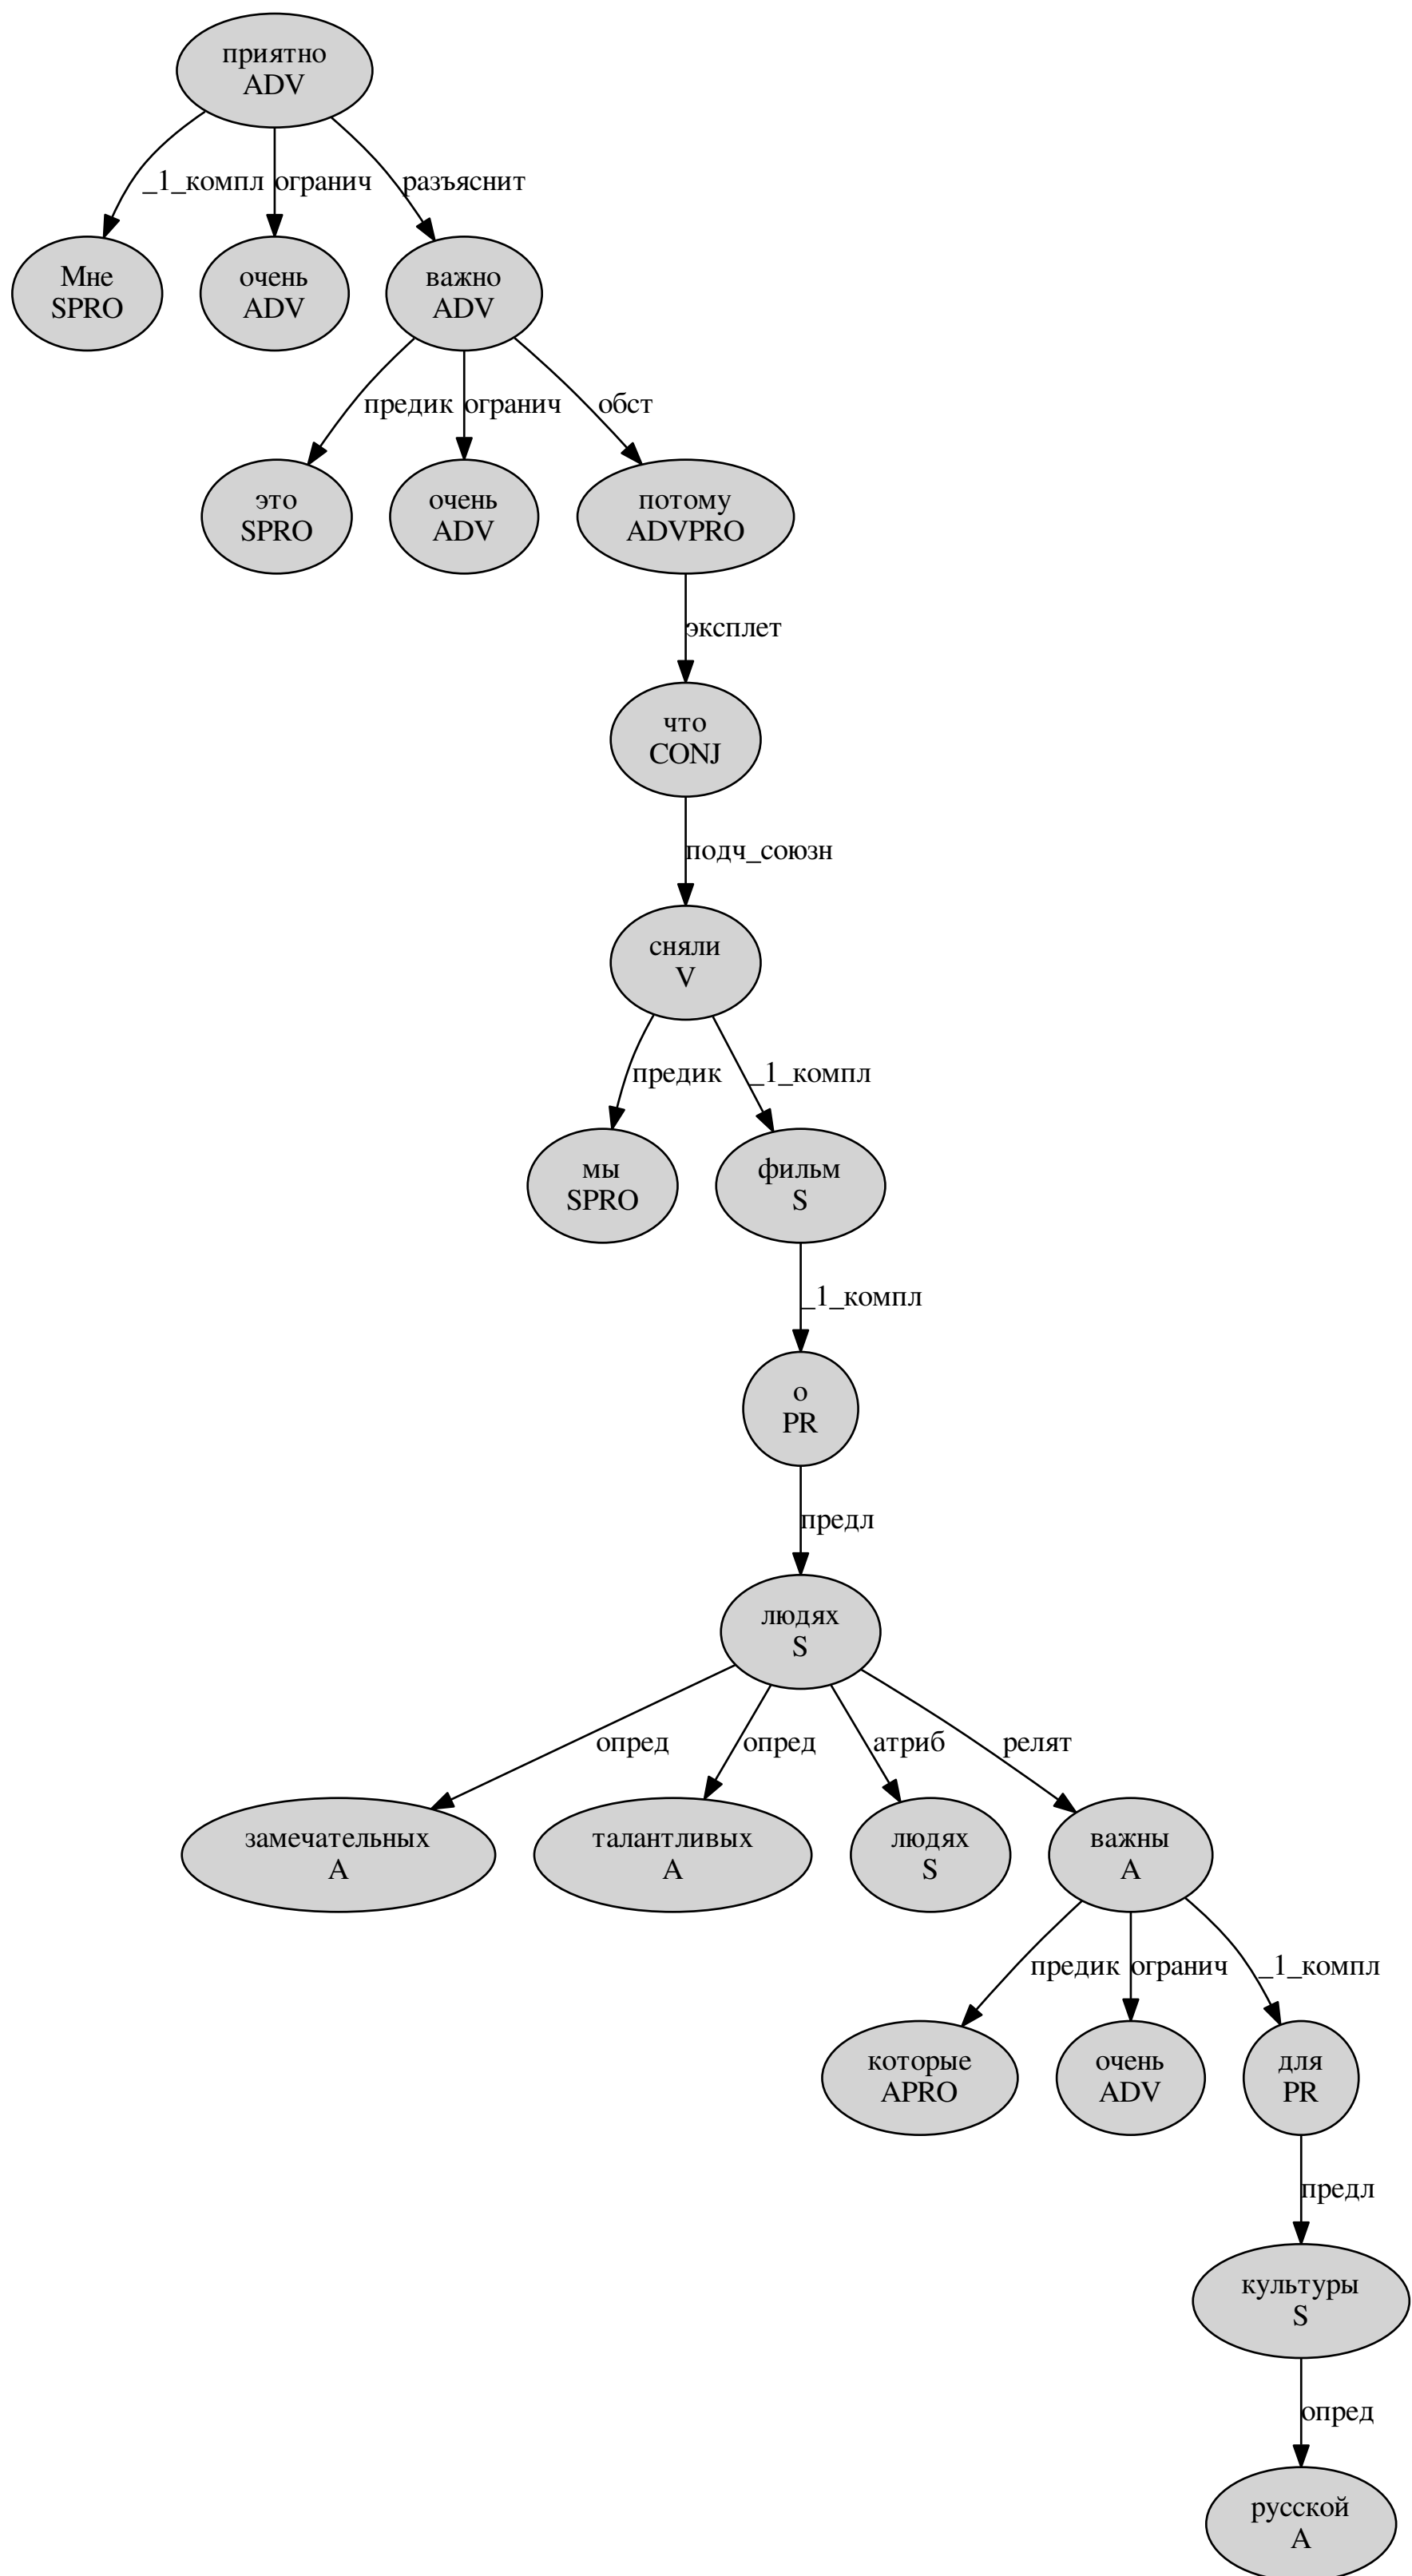 приятно
ADV
_1_компл огранич разъяснит
Мне
SPRO
очень
ADV
важно
ADV
предик огранич обст
это
SPRO
очень
ADV
потому
ADVPRO
эксплет
что
CONJ
подч_союзн
сняли
V
предик _1_компл
мы
SPRO
фильм
S
_1_компл
о
PR
предл
людях
S
опред опред атриб релят
замечательных
A
талантливых
A
людях
S
важны
A
предик огранич _1_компл
которые
APRO
очень
ADV
для
PR
предл
культуры
S
опред
русской
A